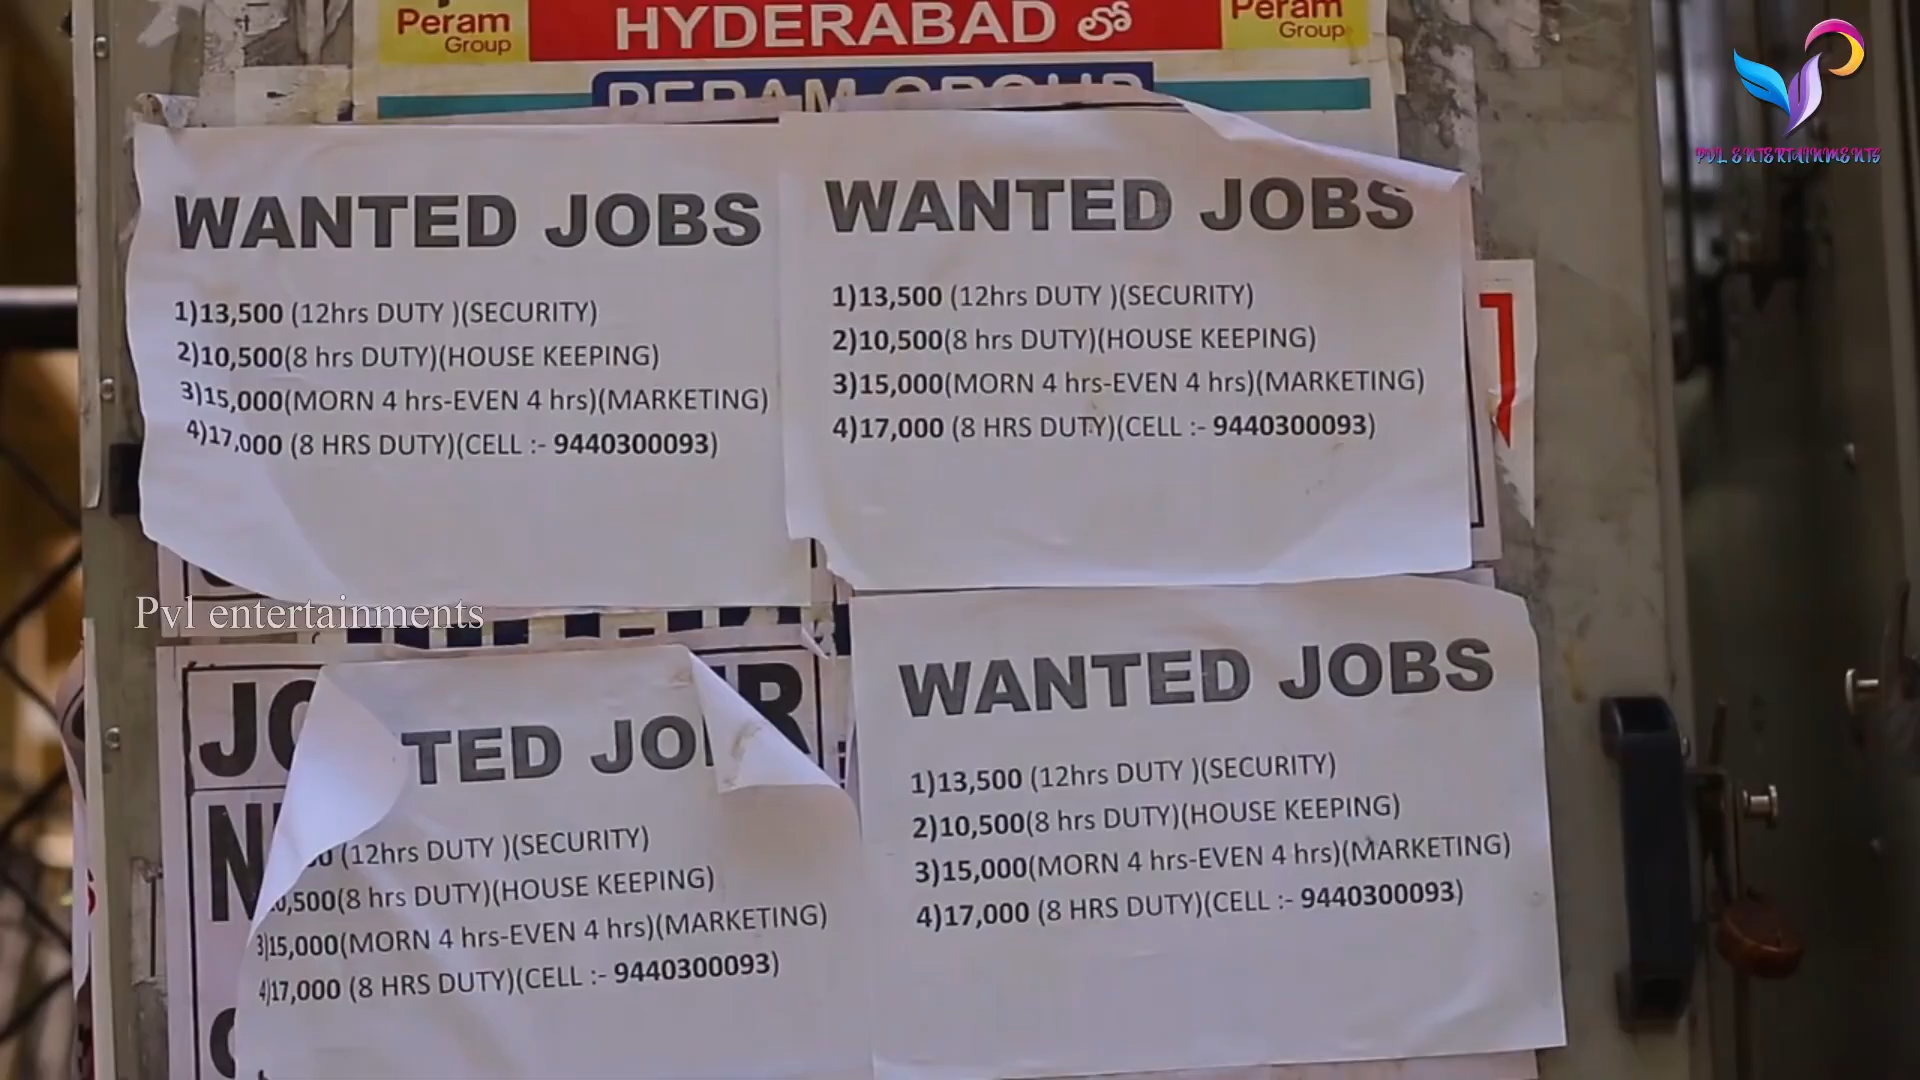 Peram
Group
HYDERABAD లో
Peram
Group
PERAM GROUP
PVL ENTERTAINMENTS
WANTED JOBS
1)13,500 (12hrs DUTY )(SECURITY)
2)10,500(8 hrs DUTY)(HOUSE KEEPING)
3)15,000(MORN 4 hrs-EVEN 4 hrs)(MARKETING)
4)17,000 (8 HRS DUTY)(CELL :- 9440300093)
WANTED JOBS
1)13,500 (12hrs DUTY )(SECURITY)
2)10,500(8 hrs DUTY)(HOUSE KEEPING)
3)15,000(MORN 4 hrs-EVEN 4 hrs)(MARKETING)
4)17,000 (8 HRS DUTY)(CELL :- 9440300093)
Pvl entertainments
TED JO
(12hrs DUTY )(SECURITY)
0,500(8 hrs DUTY)(HOUSE KEEPING)
3)15,000(MORN 4 hrs-EVEN 4 hrs)(MARKETING)
4)17,000 (8 HRS DUTY)(CELL :- 9440300093)
WANTED JOBS
1)13,500 (12hrs DUTY )(SECURITY)
2)10,500(8 hrs DUTY)(HOUSE KEEPING)
3)15,000(MORN 4 hrs-EVEN 4 hrs)(MARKETING)
4)17,000 (8 HRS DUTY)(CELL :- 9440300093)